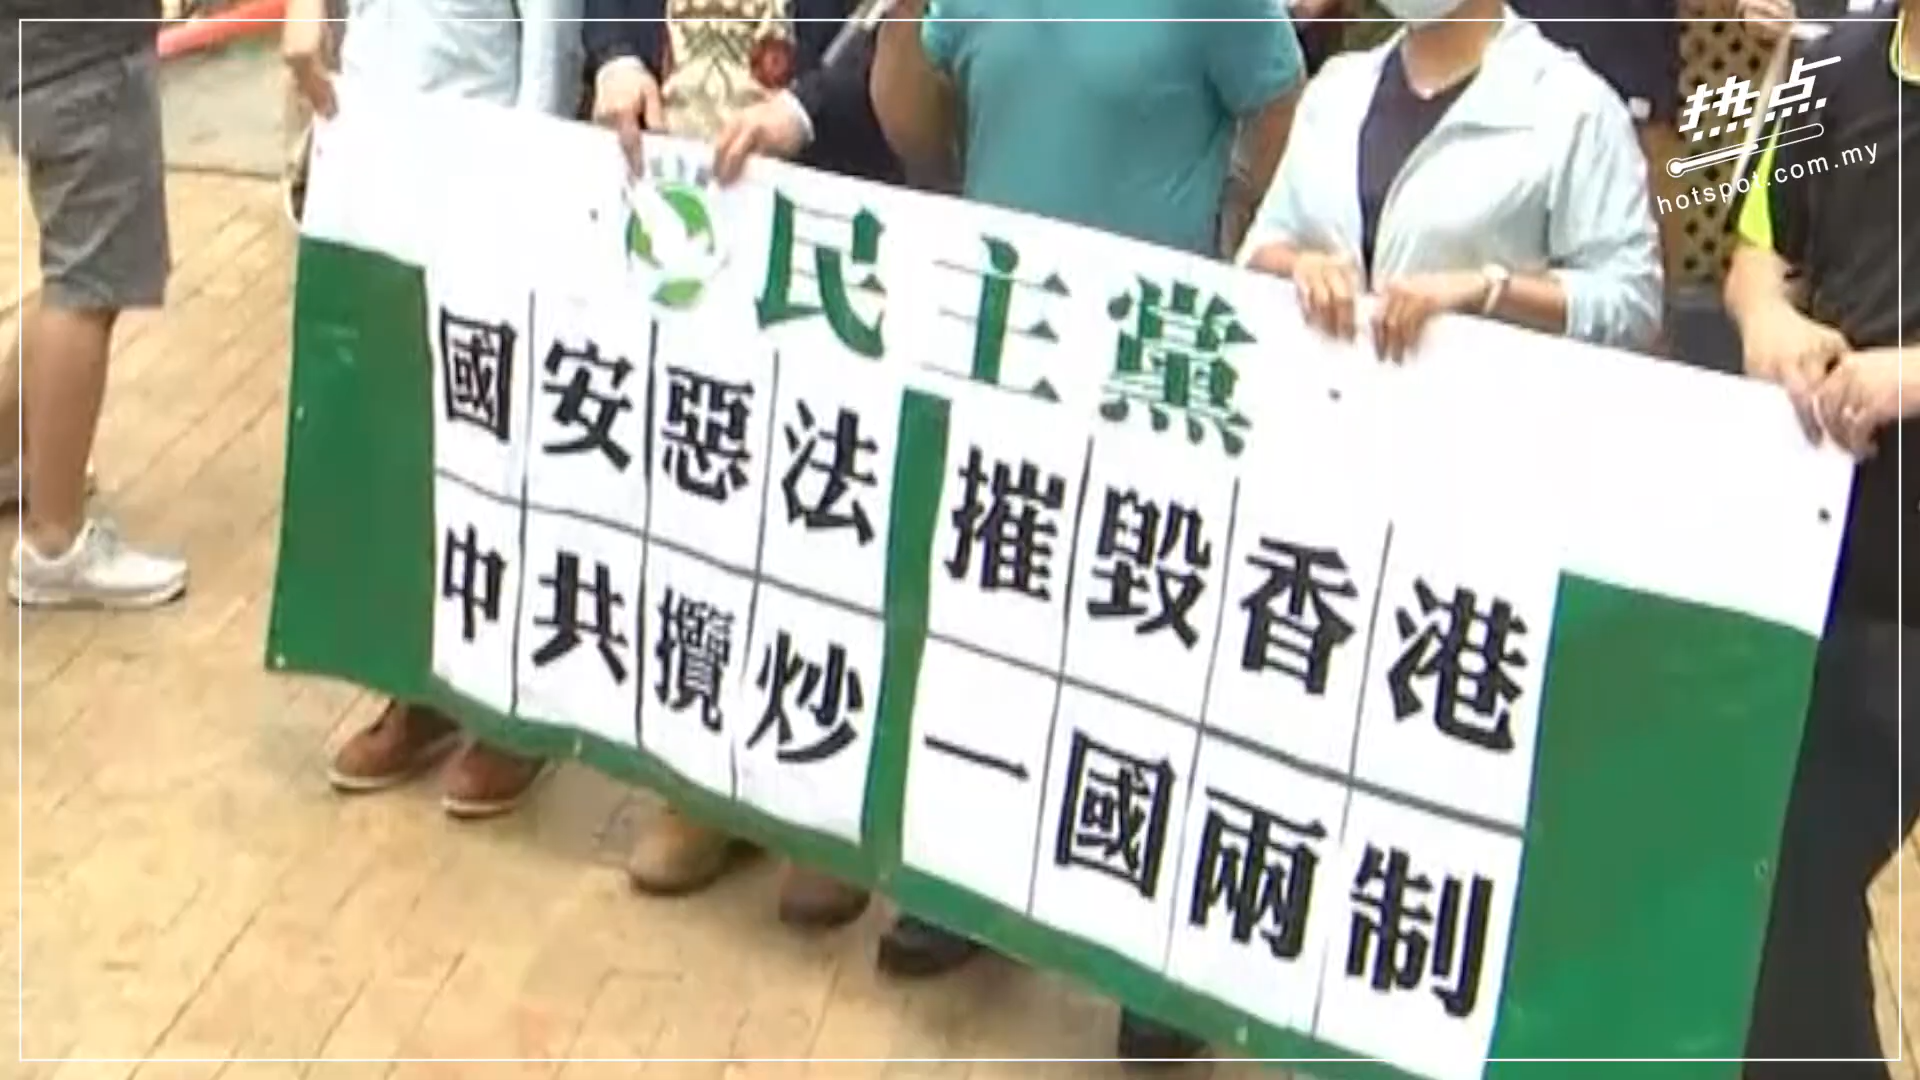 热点
hotspot.com.my
民主黨
國安惡法 摧毀香港
中共攬炒 一國兩制